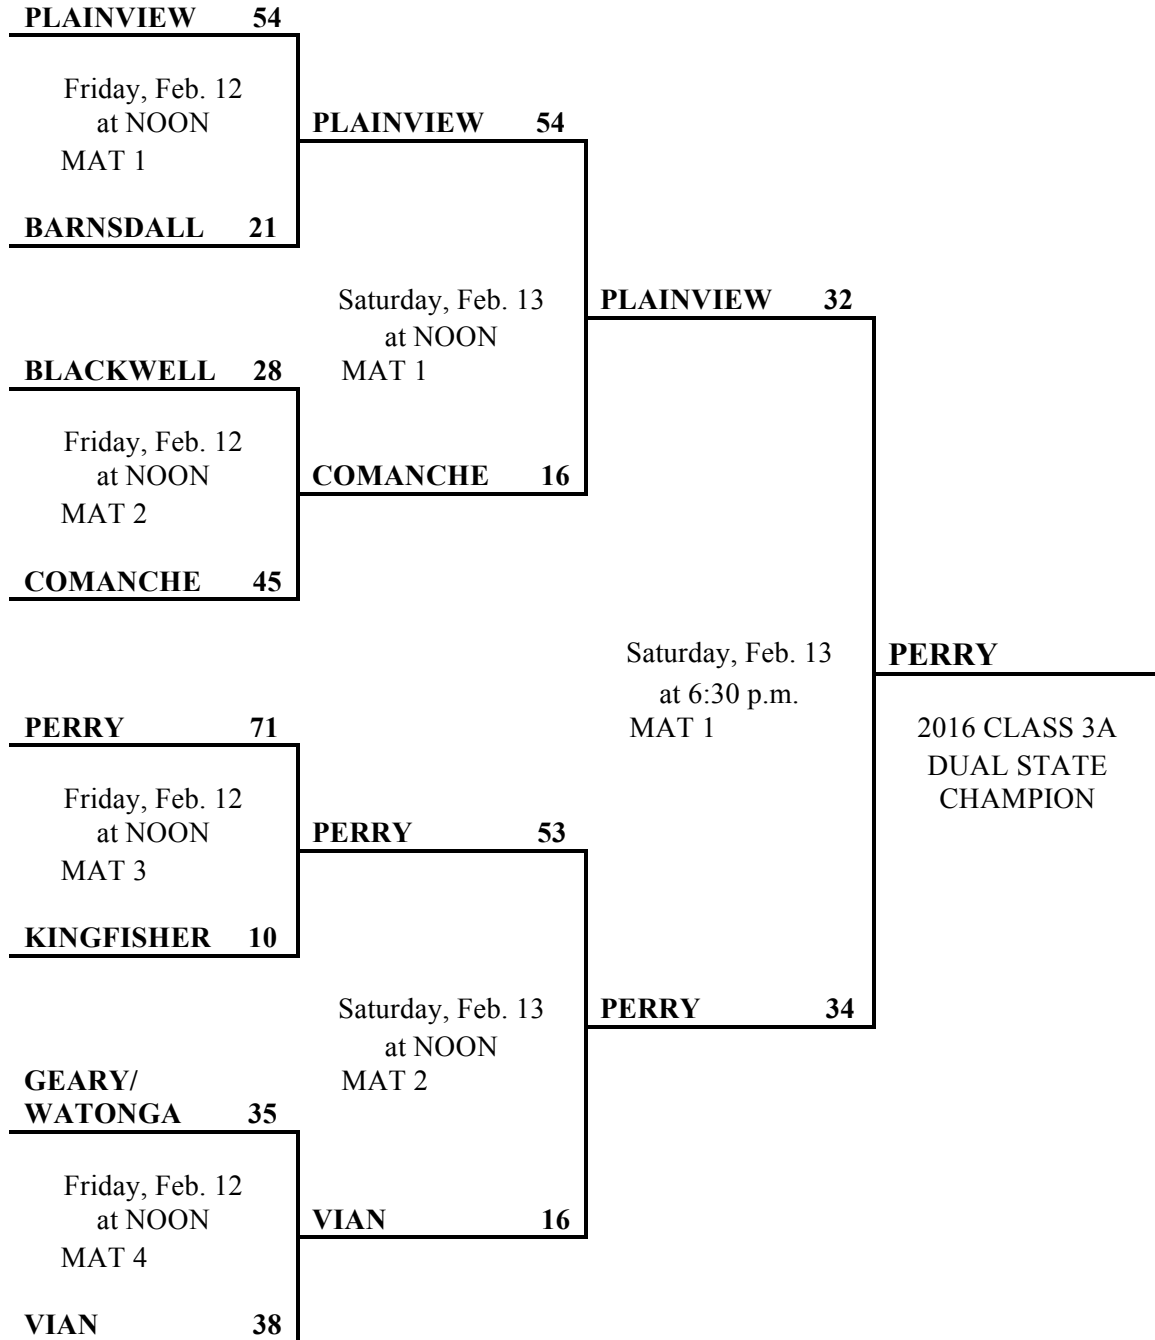 PLAINVIEW 54
Friday, Feb. 12
at NOON
MAT 1
BARNSDALL 21
PLAINVIEW 54
BLACKWELL 28
Friday, Feb. 12
at NOON
MAT 2
COMANCHE 45
COMANCHE 16
Saturday, Feb. 13
at NOON
MAT 1
PLAINVIEW 32
PERRY 71
Friday, Feb. 12
at NOON
MAT 3
KINGFISHER 10
PERRY 53
GEARY/
WATONGA 35
Friday, Feb. 12
at NOON
MAT 4
VIAN 38
VIAN 16
Saturday, Feb. 13
at NOON
MAT 2
PERRY 34
Saturday, Feb. 13
at 6:30 p.m.
MAT 1
PERRY
2016 CLASS 3A
DUAL STATE
CHAMPION